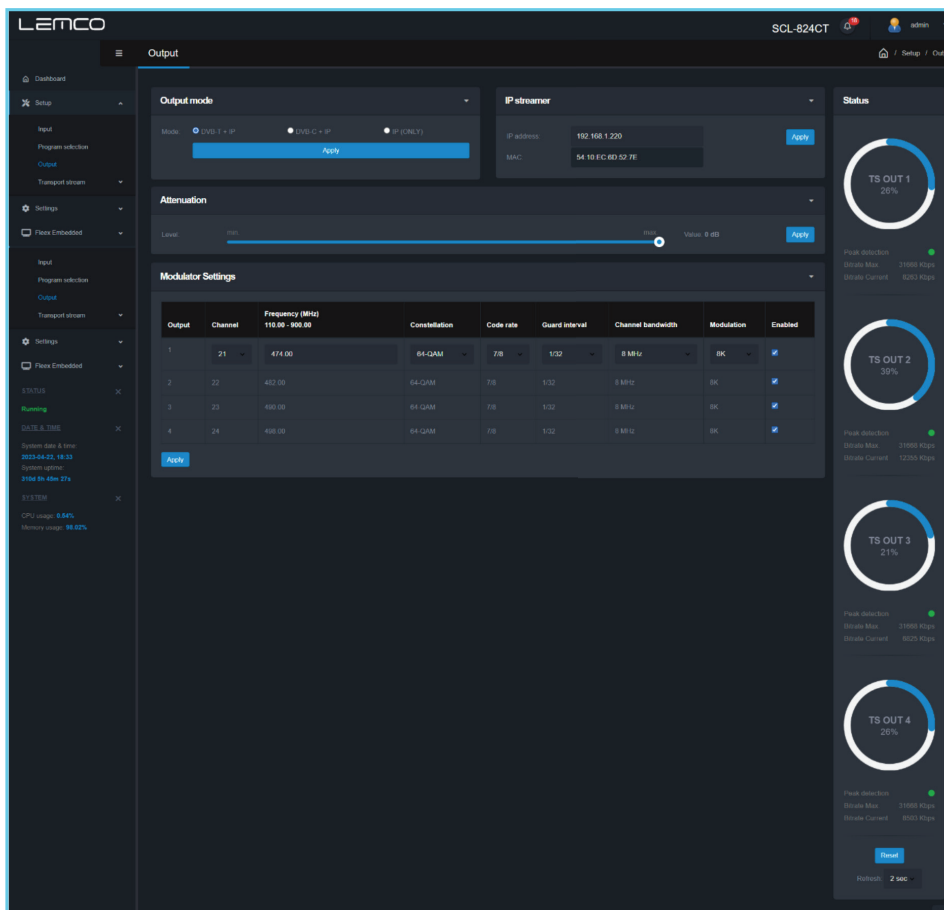 LEMCO
SCL-824CT
18
admin
Output
/ Setup / Out
Dashboard
Setup
Input
Program selection
Output
Transport stream
Settings
Flexx Embedded
Input
Program selection
Output
Transport stream
Settings
Flexx Embedded
STATUS
Running
DATE & TIME
System date & time:
2023-04-22, 18:33
System uptime:
310d 5h 45m 27s
SYSTEM
CPU usage: 0.54%
Memory usage: 98.02%
Output mode
Mode: DVB-T + IP DVB-C + IP IP (ONLY)
Apply
IP streamer
IP address 192.168.1.220 Apply
MAC 54:10:EC:6D:52:7E
Attenuation
Level: min max Value: 0 dB Apply
Modulator Settings
Output Channel Frequency (MHz) 110.00 - 900.00 Constellation Code rate Guard interval Channel bandwidth Modulation Enabled
1 21 474.00 64-QAM 7/8 1/32 8 MHz 8K
2 22 482.00 64-QAM 7/8 1/32 8 MHz 8K
3 23 490.00 64-QAM 7/8 1/32 8 MHz 8K
4 24 498.00 64-QAM 7/8 1/32 8 MHz 8K
Apply
Status
TS OUT 1
26%
Peak detection
Bitrate Max 31668 Kbps
Bitrate Current Kbps
TS OUT 2
39%
Peak detection
Bitrate Max 31668 Kbps
Bitrate Current Kbps
TS OUT 3
21%
Peak detection
Bitrate Max 31668 Kbps
Bitrate Current Kbps
TS OUT 4
26%
Peak detection
Bitrate Max 31668 Kbps
Bitrate Current Kbps
Reset
Refresh: 2 sec